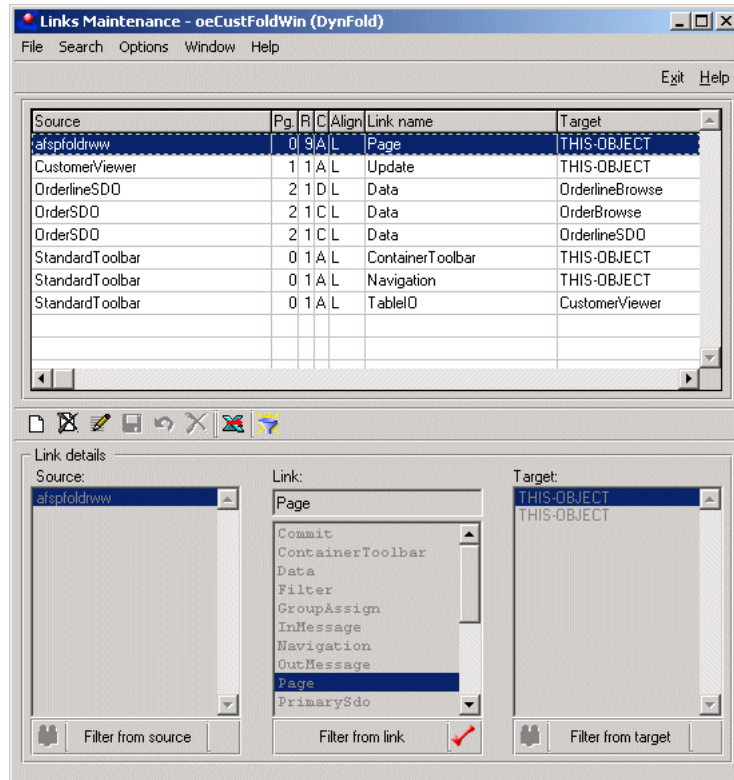 Links Maintenance - oeCustFoldWin (DynFold)
File Search Options Window Help
Exit Help
Source Pg. R C Align Link name Target
afspfoldrww 0 9 A L Page THIS-OBJECT
CustomerViewer 1 1 A L Update THIS-OBJECT
OrderlineSDO 2 1 D L Data OrderlineBrowse
OrderSDO 2 1 C L Data OrderBrowse
OrderSDO 2 1 C L Data OrderlineSDO
StandardToolbar 0 1 A L ContainerToolbar THIS-OBJECT
StandardToolbar 0 1 A L Navigation THIS-OBJECT
StandardToolbar 0 1 A L TableIO CustomerViewer
Link details
Source: Link: Target:
afspfoldrww Page THIS-OBJECT
THIS-OBJECT
Commit
ContainerToolbar
Data
Filter
GroupAssign
InMessage
Navigation
OutMessage
Page
PrimarySdo
Filter from source Filter from link Filter from target